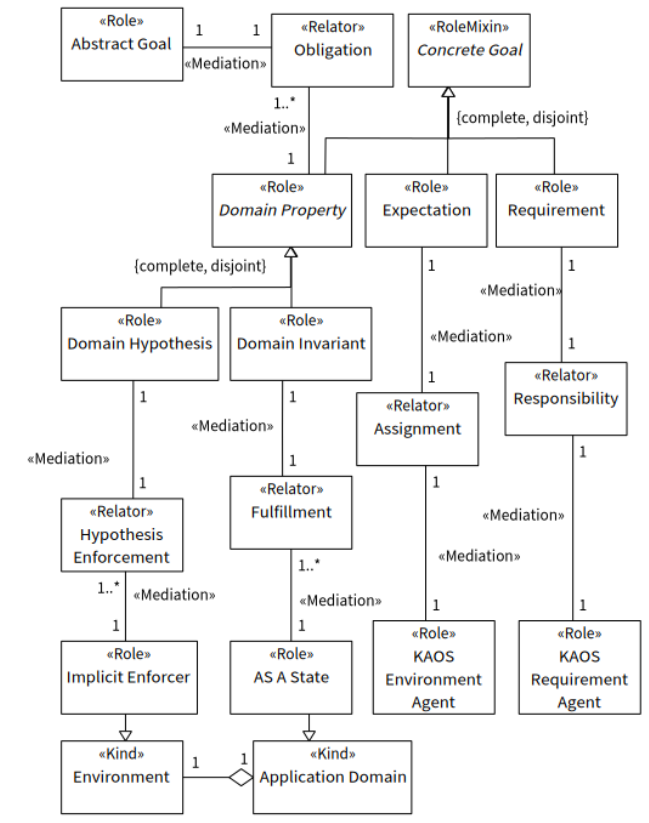 «Role»
Abstract Goal
1
1
«Mediation»
«Relator»
Obligation
«RoleMixin»
Concrete Goal
1..*
«Mediation»
1
{complete, disjoint}
«Role»
Domain Property
«Role»
Expectation
«Role»
Requirement
{complete, disjoint}
1
«Mediation»
1
1
«Mediation»
1
«Role»
Domain Hypothesis
«Role»
Domain Invariant
«Relator»
Responsibility
«Relator»
Assignment
1
«Mediation»
1
1
«Mediation»
1
«Relator»
Hypothesis
Enforcement
«Relator»
Fulfillment
1
«Mediation»
1
1
«Mediation»
1
1..*
«Mediation»
1
1..*
«Mediation»
1
«Role»
Implicit Enforcer
«Role»
AS A State
«Role»
KAOS
Environment
Agent
«Role»
KAOS
Requirement
Agent
«Kind»
Environment
1
1
«Kind»
Application Domain